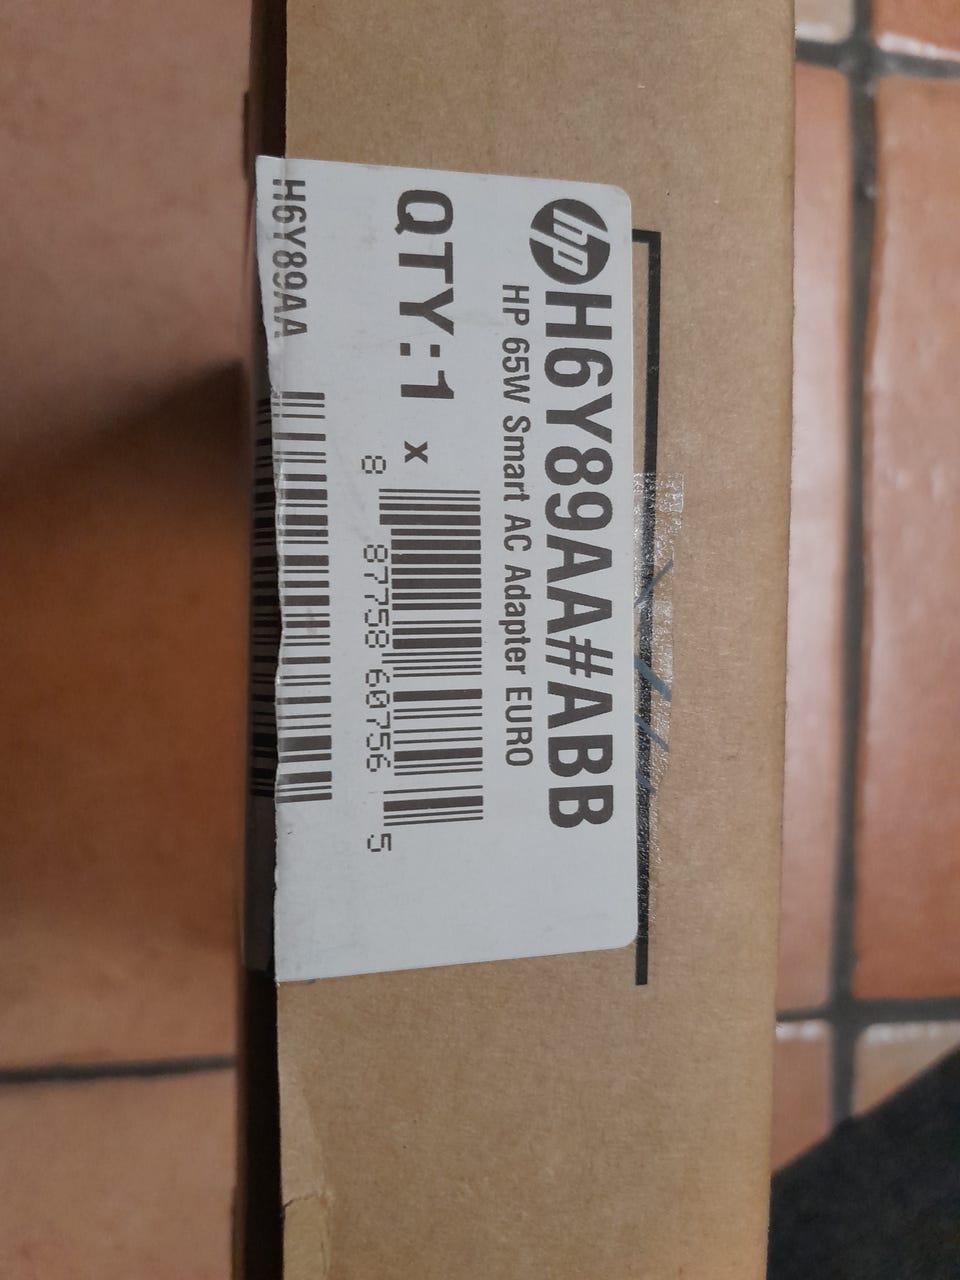 hp H6Y89AA#ABB
HP 65W Smart AC Adapter EURO
QTY:1 x
8 87758 60756 5
H6Y89AA